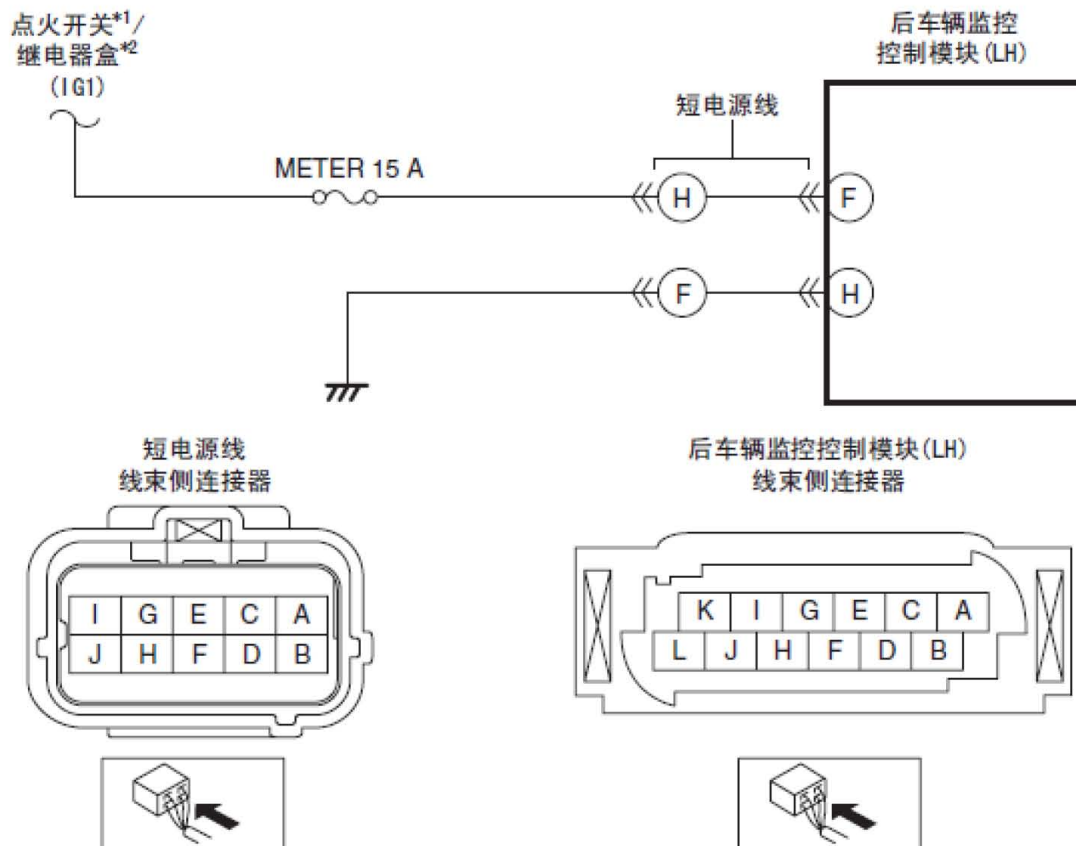 点火开关*1/
继电器盒*2
(IG1)
后车辆监控
控制模块(LH)
短电源线
METER 15 A
H
F
F
H
短电源线
线束侧连接器
I G E C A
J H F D B
后车辆监控控制模块(LH)
线束侧连接器
K I G E C A
L J H F D B